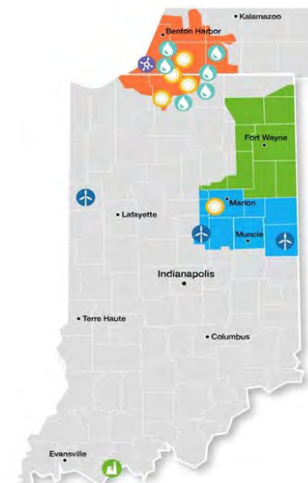 Kalamazoo
Benton Harbor
Fort Wayne
Marion
Lafayette
Muncie
Indianapolis
Terre Haute
Columbus
Evansville